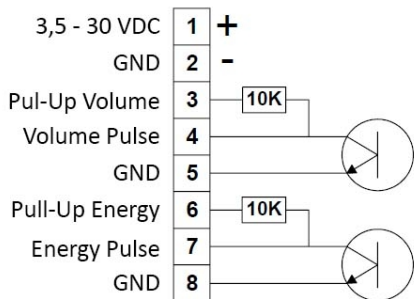 3,5 - 30 VDC 1 +
GND 2 -
Pul-Up Volume 3 10K
Volume Pulse 4
GND 5
Pull-Up Energy 6 10K
Energy Pulse 7
GND 8